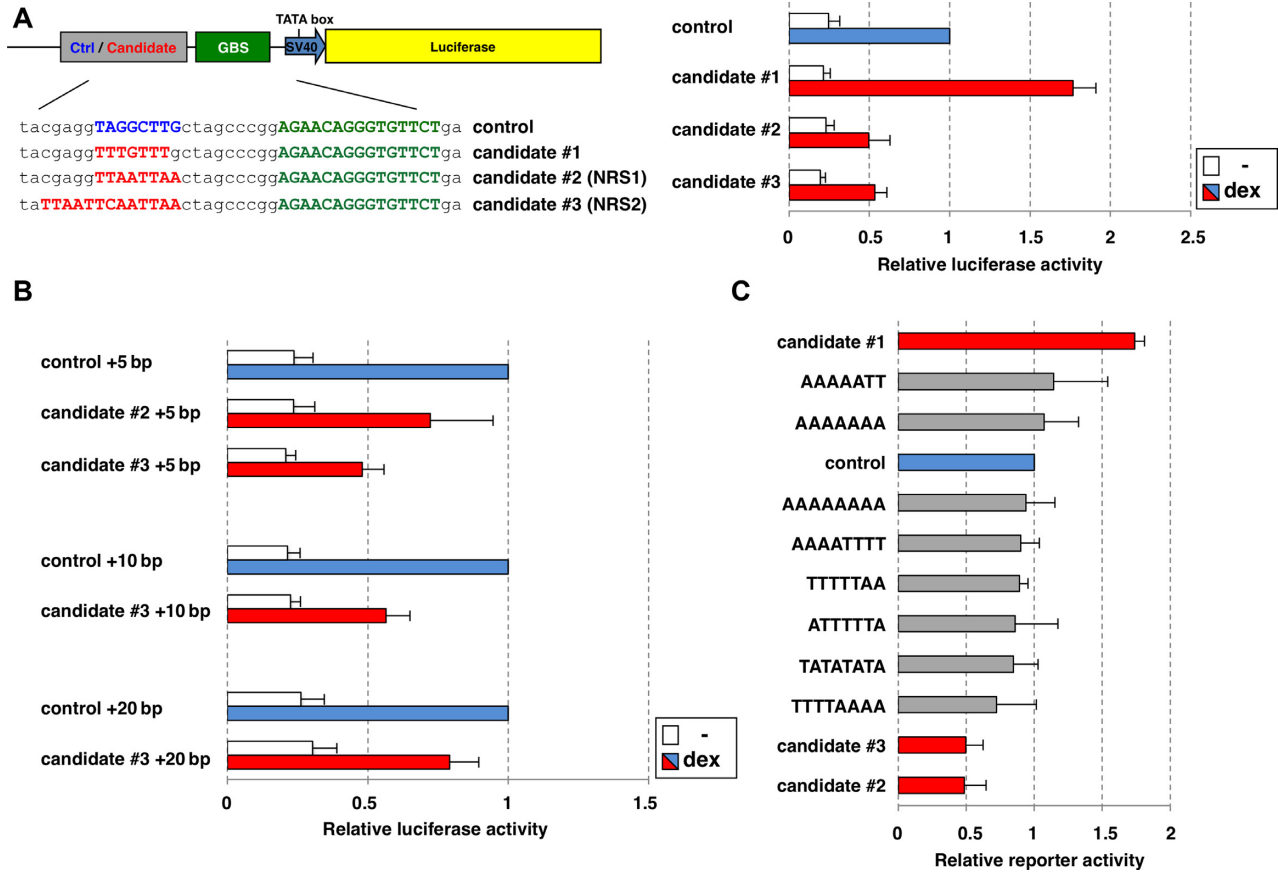 A
TATA box
Ctrl / Candidate
GBS
SV40
Luciferase
tacgaggTAGGCTTGctagcccggAGAACAGGGTGTTCTga control
tacgaggTTTGTTTgctagcccggAGAACAGGGTGTTCTga candidate #1
tacgaggTTAATTAActagcccggAGAACAGGGTGTTCTga candidate #2 (NRS1)
taTTAATTCAATTAActagcccggAGAACAGGGTGTTCTga candidate #3 (NRS2)
control
candidate #1
candidate #2
candidate #3
-
dex
0 0.5 1 1.5 2 2.5
Relative luciferase activity
B
control +5 bp
candidate #2 +5 bp
candidate #3 +5 bp
control +10 bp
candidate #3 +10 bp
control +20 bp
candidate #3 +20 bp
-
dex
0 0.5 1 1.5
Relative luciferase activity
C
candidate #1
AAAAATT
AAAAAAA
control
AAAAAAAA
AAAATTTT
TTTTTAA
ATTTTTA
TATATATA
TTTTAAAA
candidate #3
candidate #2
0 0.5 1 1.5 2
Relative reporter activity